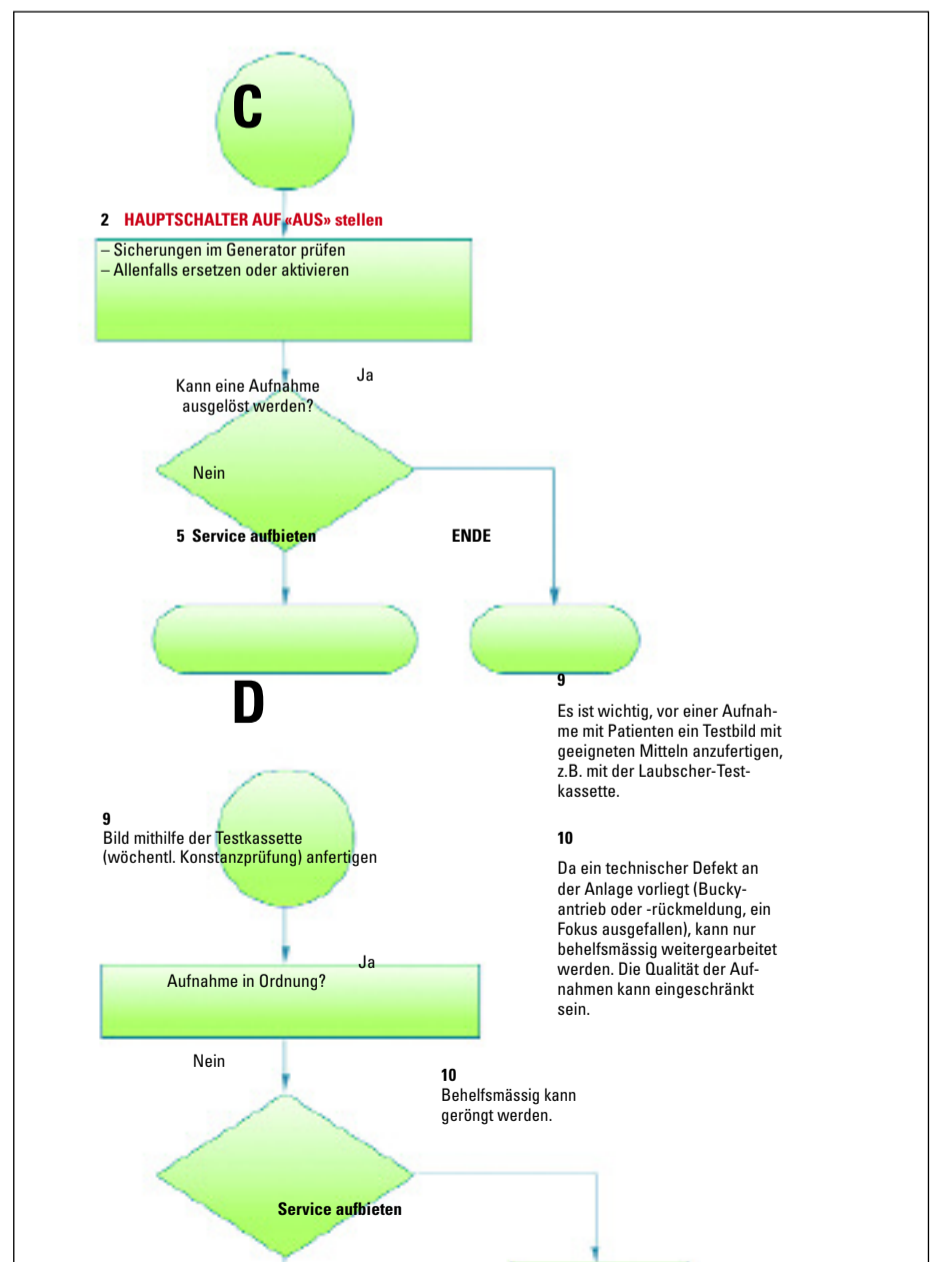 C
2 HAUPTSCHALTER AUF «AUS» stellen
– Sicherungen im Generator prüfen
– Allenfalls ersetzen oder aktivieren
Ja
Kann eine Aufnahme
ausgelöst werden?
Nein
5 Service aufbieten
ENDE
D
9
Es ist wichtig, vor einer Aufnah-
me mit Patienten ein Testbild mit
geeigneten Mitteln anzufertigen,
z.B. mit der Laubscher-Test-
kassette.
9
Bild mithilfe der Testkassette
(wöchentl. Konstanzprüfung) anfertigen
10
Da ein technischer Defekt an
der Anlage vorliegt (Bucky-
antrieb oder -rückmeldung, ein
Fokus ausgefallen), kann nur
behelfsmässig weitergearbeitet
werden. Die Qualität der Auf-
nahmen kann eingeschränkt
sein.
Ja
Aufnahme in Ordnung?
Nein
10
Behelfsmässig kann
geröngt werden.
Service aufbieten